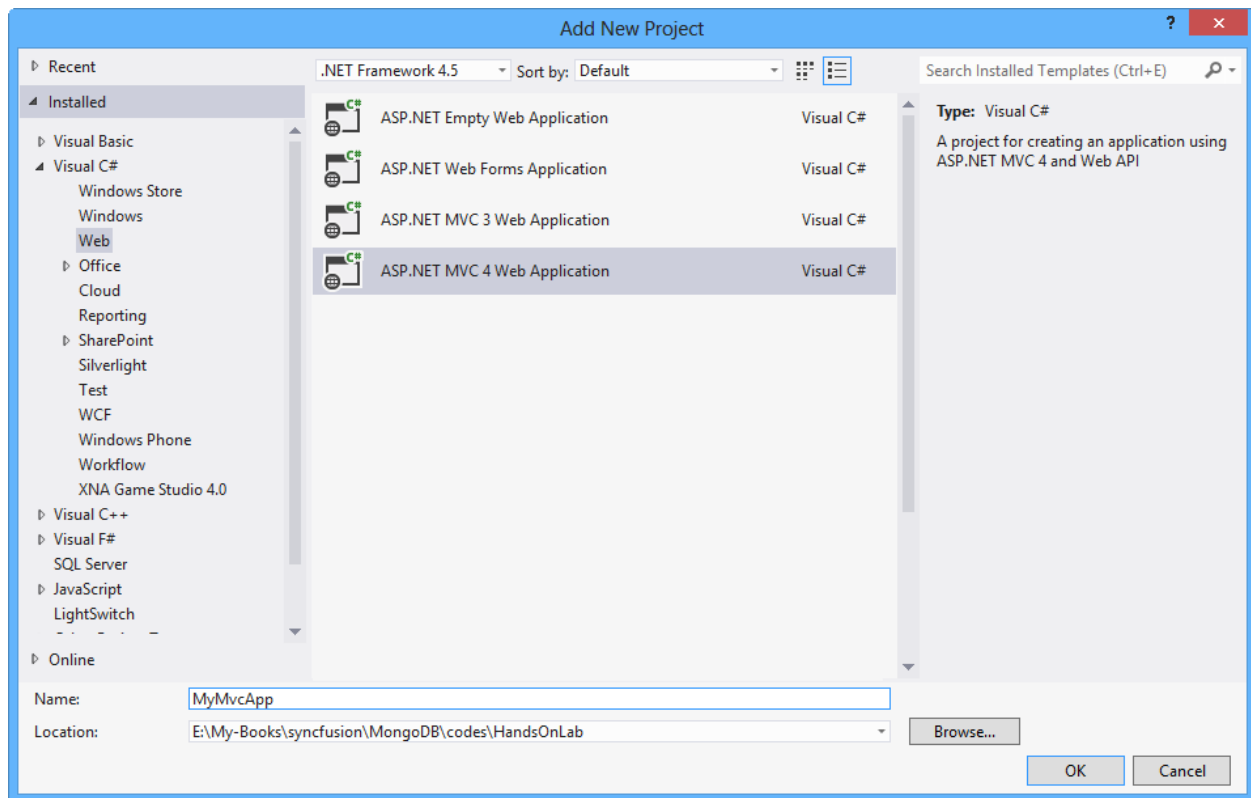 Add New Project
?
Recent
.NET Framework 4.5
Sort by: Default
Search Installed Templates (Ctrl+E)
Installed
Visual Basic
Visual C#
Windows Store
Windows
Web
Office
Cloud
Reporting
SharePoint
Silverlight
Test
WCF
Windows Phone
Workflow
XNA Game Studio 4.0
Visual C++
Visual F#
SQL Server
JavaScript
LightSwitch
Online
C#
ASP.NET Empty Web Application Visual C#
C#
ASP.NET Web Forms Application Visual C#
C#
ASP.NET MVC 3 Web Application Visual C#
C#
ASP.NET MVC 4 Web Application Visual C#
Type: Visual C#
A project for creating an application using
ASP.NET MVC 4 and Web API
Name: MyMvcApp
Location: E:\My-Books\syncfusion\MongoDB\codes\HandsOnLab
Browse...
OK Cancel